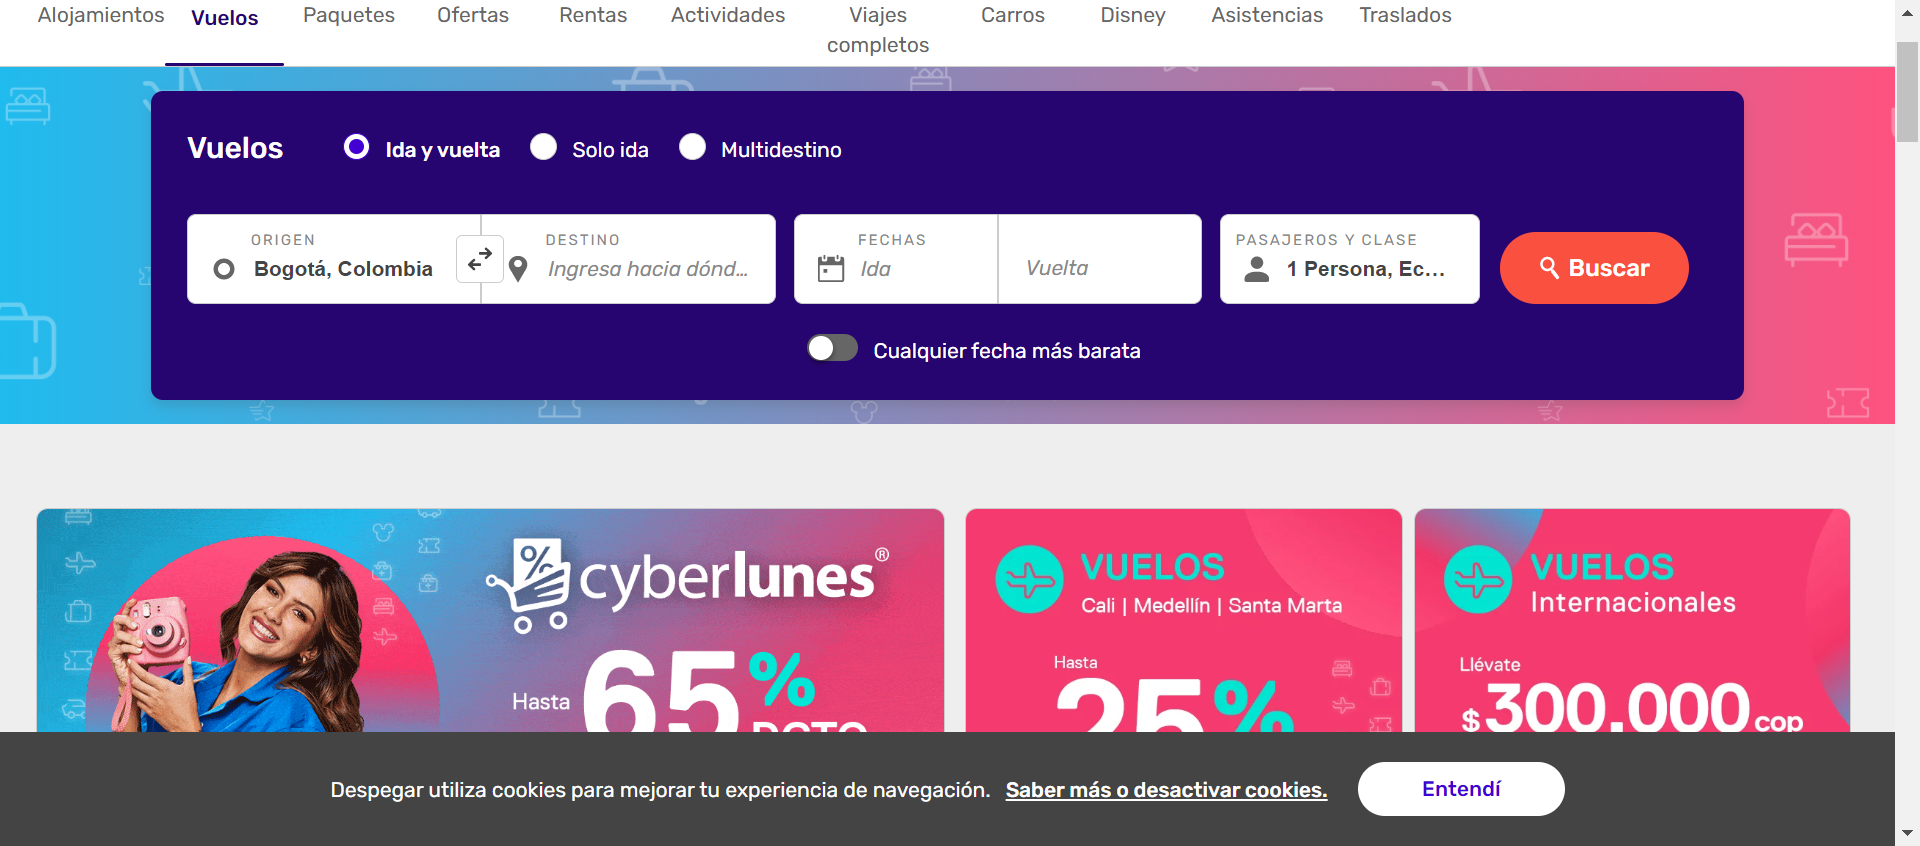 Alojamientos
Vuelos
Paquetes
Ofertas
Rentas
Actividades
Viajes
completos
Carros
Disney
Asistencias
Traslados
Vuelos
Ida y vuelta
Solo ida
Multidestino
ORIGEN
Bogotá, Colombia
DESTINO
Ingresa hacia dónd...
FECHAS
Ida
Vuelta
PASAJEROS Y CLASE
1 Persona, Ec...
Buscar
Cualquier fecha más barata
cyberlunes®
Hasta 65%
DCTO
VUELOS
Cali | Medellín | Santa Marta
Hasta
25%
VUELOS
Internacionales
Llévate
$300.000 cop
Despegar utiliza cookies para mejorar tu experiencia de navegación. Saber más o desactivar cookies.
Entendí